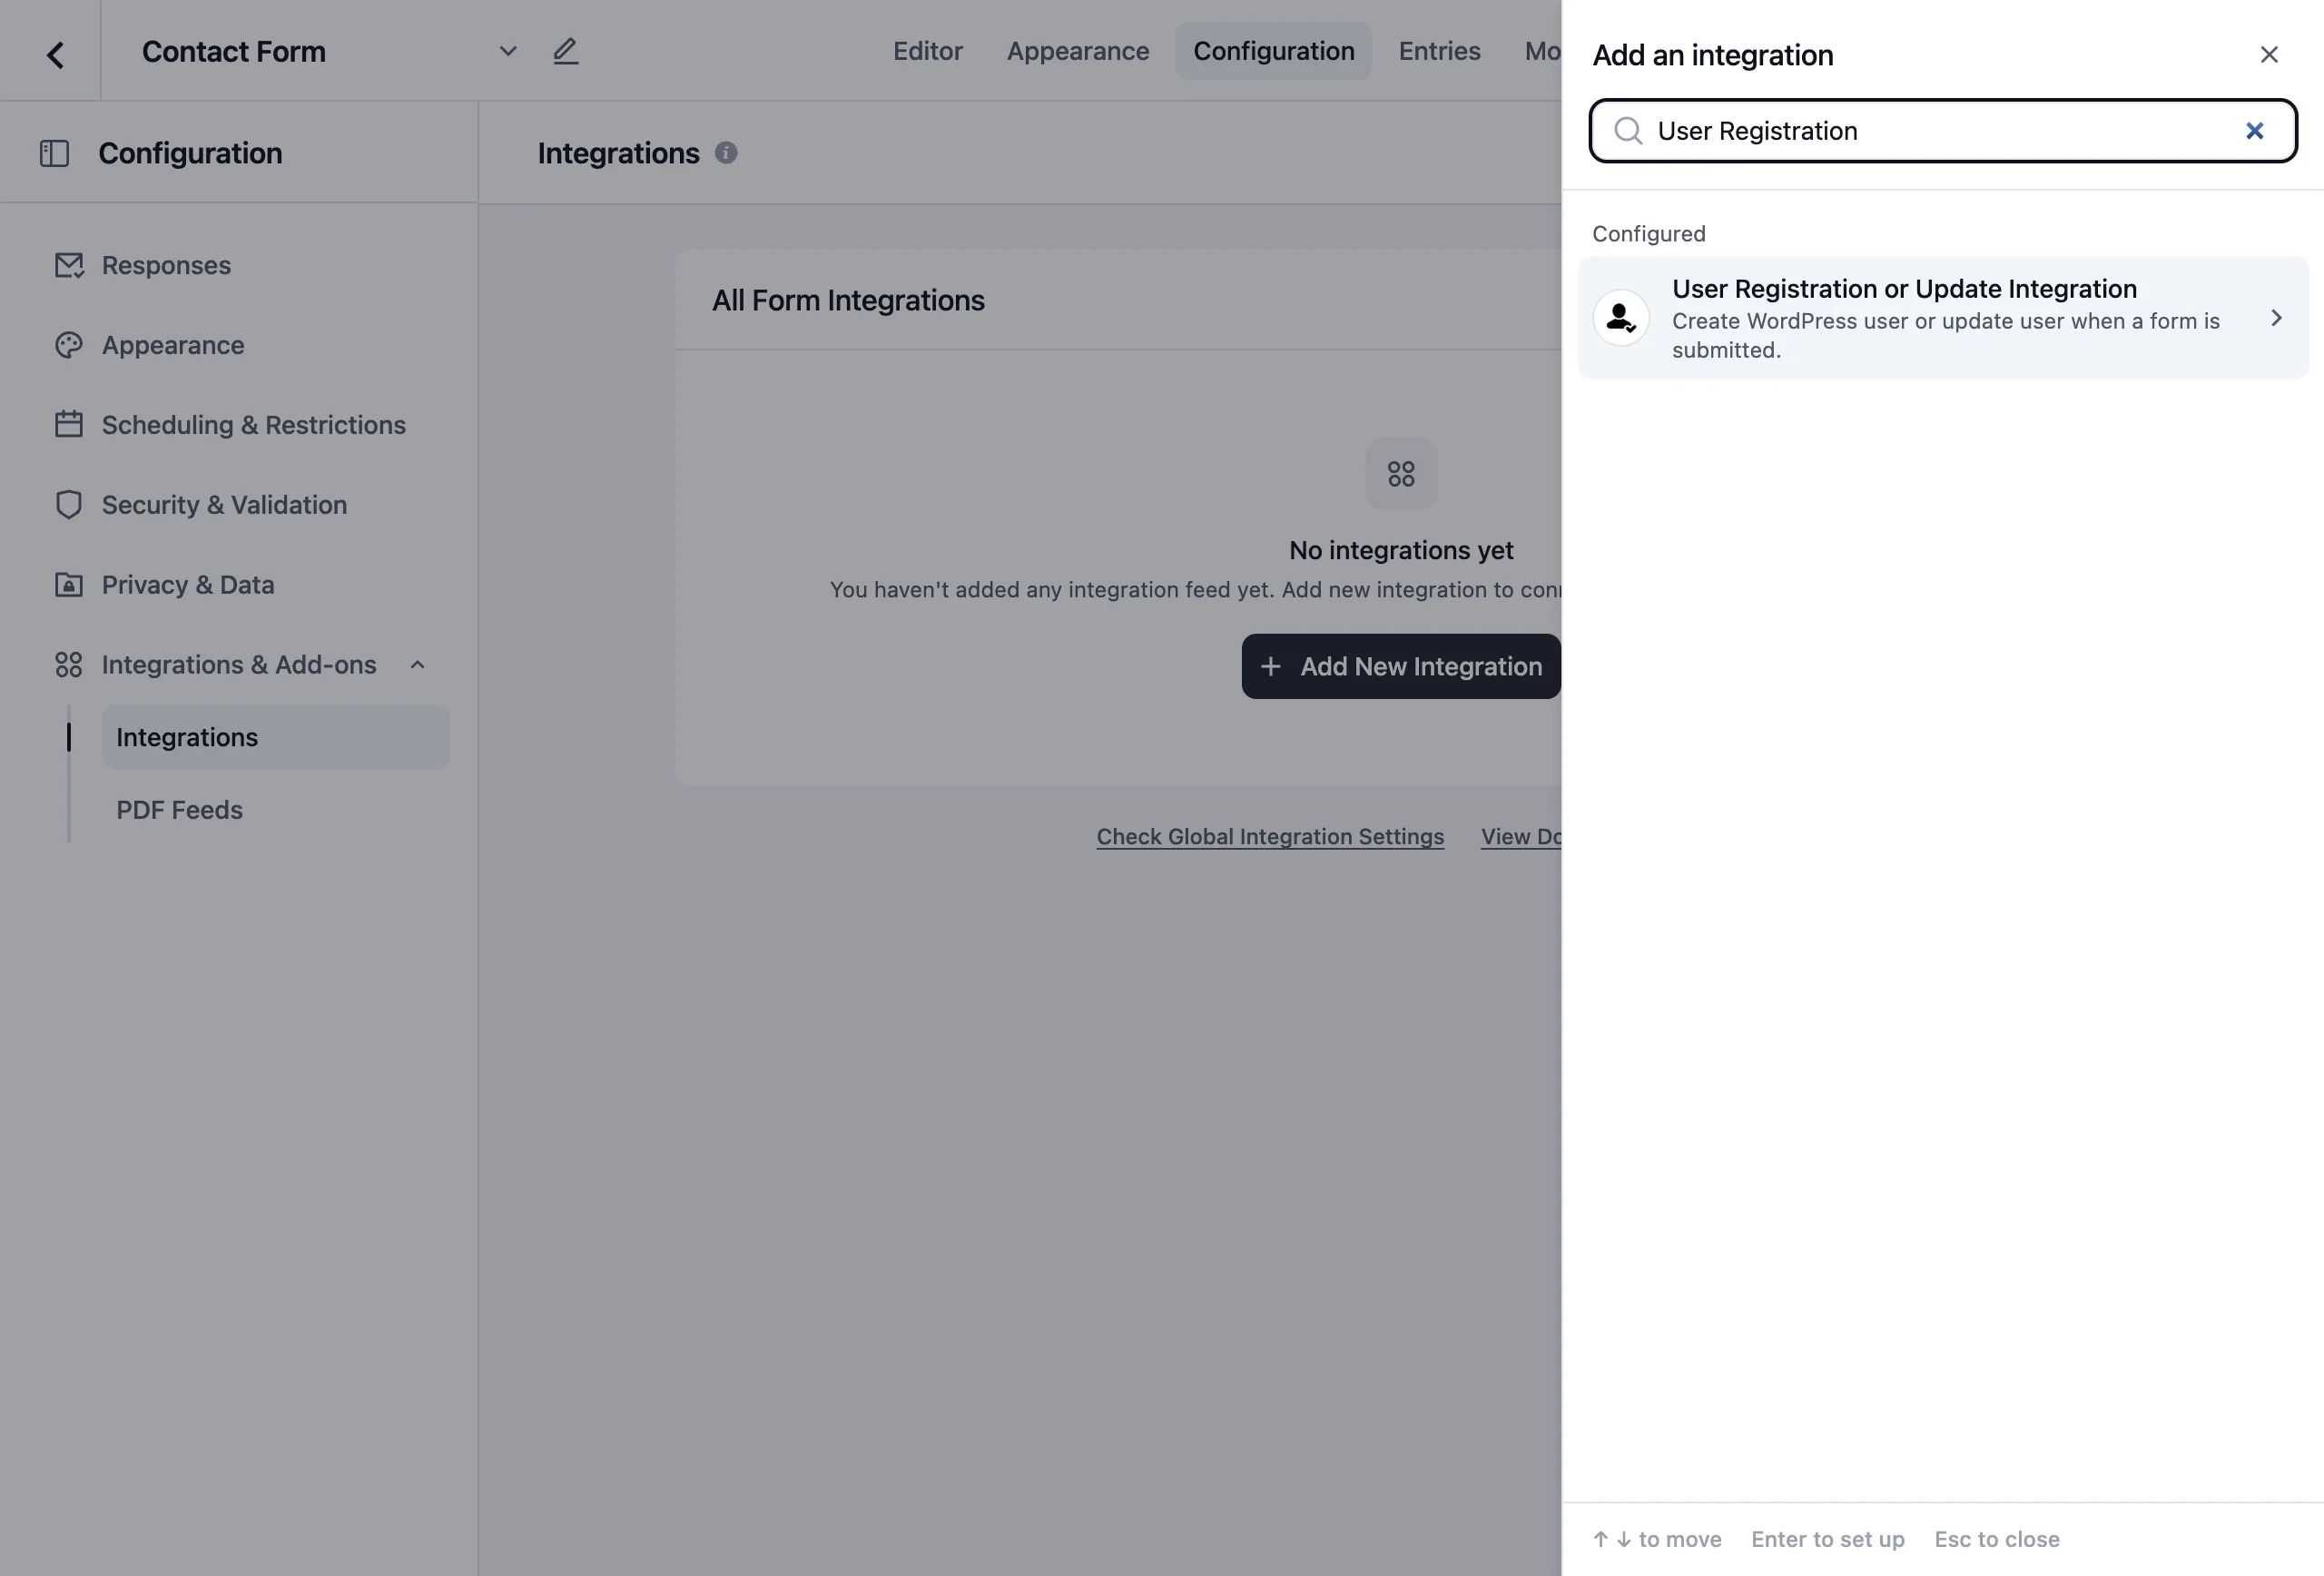 Contact Form
Editor
Appearance
Configuration
Entries
Mo
Configuration
Responses
Appearance
Scheduling & Restrictions
Security & Validation
Privacy & Data
Integrations & Add-ons
Integrations
PDF Feeds
Integrations
All Form Integrations
No integrations yet
You haven't added any integration feed yet. Add new integration to conn
+ Add New Integration
Check Global Integration Settings
View Do
Add an integration
User Registration
Configured
User Registration or Update Integration
Create WordPress user or update user when a form is
submitted.
↑ ↓ to move
Enter to set up
Esc to close